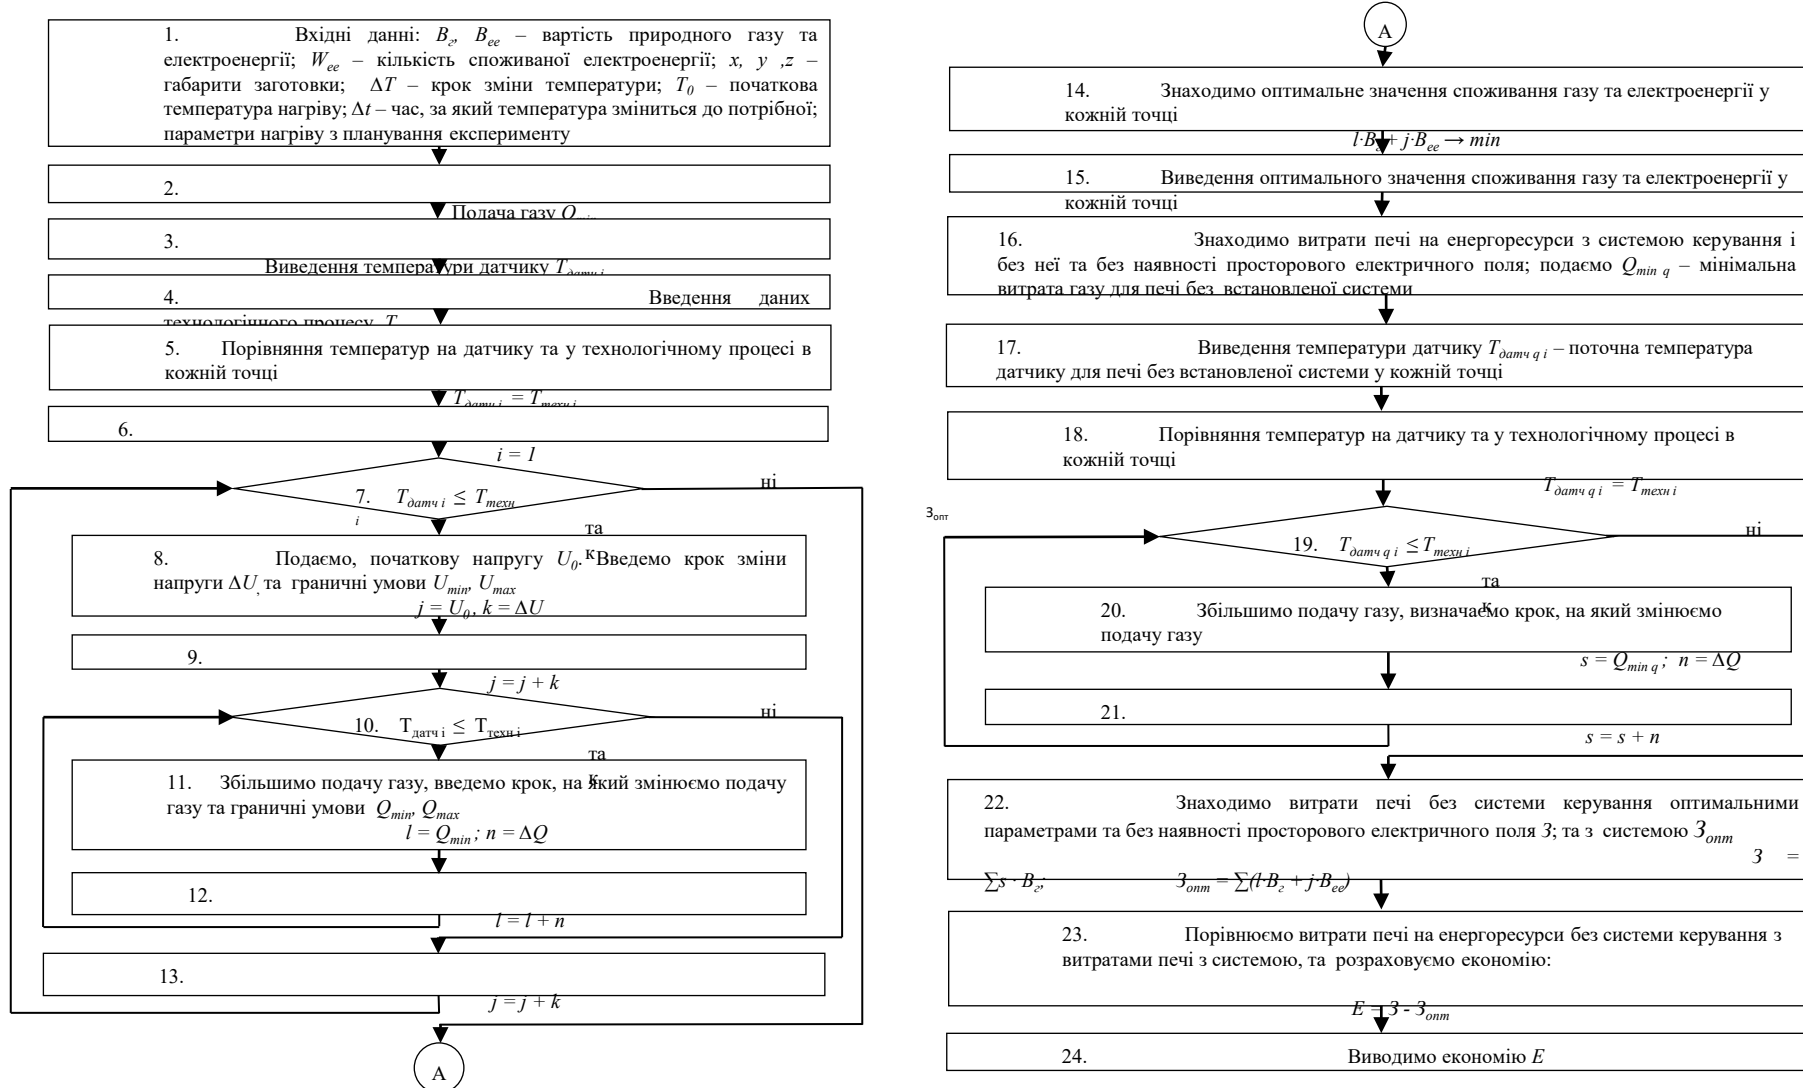 1. Вхідні данні: Bг, Bее – вартість природного газу та
електроенергії; Wее – кількість споживаної електроенергії; x, y ,z –
габарити заготовки; ΔT – крок зміни температури; T0 – початкова
температура нагріву; Δt – час, за який температура зміниться до потрібної;
параметри нагріву з планування експерименту
2.
Подача газу Qmin
3.
Виведення температури датчику Tдатч i
4. Введення даних
технологічного процесу T
5. Порівняння температур на датчику та у технологічному процесі в
кожній точці
Tдатч i = Tтехн i
6.
i = 1
7. Tдатч i ≤ Tтехн
i
ні
та
к
8. Подаємо, початкову напругу U0. Введемо крок зміни
напруги ΔU, та граничні умови Umin, Umax
j = U0, k = ΔU
9.
j = j + k
10. Tдатч i ≤ Tтехн i
ні
та
к
11. Збільшимо подачу газу, введемо крок, на який змінюємо подачу
газу та граничні умови Qmin, Qmax
l = Qmin ; n = ΔQ
12.
l = l + n
13.
j = j + k
А
А
14. Знаходимо оптимальне значення споживання газу та електроенергії у
кожній точці
l·Bг + j·Bее → min
15. Виведення оптимального значення споживання газу та електроенергії у
кожній точці
16. Знаходимо витрати печі на енергоресурси з системою керування і
без неї та без наявності просторового електричного поля; подаємо Qmin q – мінімальна
витрата газу для печі без встановленої системи
17. Виведення температури датчику Tдатч q i – поточна температура
датчику для печі без встановленої системи у кожній точці
18. Порівняння температур на датчику та у технологічному процесі в
кожній точці
Tдатч q i = Tтехн i
Зопт
19. Tдатч q i ≤ Tтехн i
ні
та
к
20. Збільшимо подачу газу, визначаємо крок, на який змінюємо
подачу газу
s = Qmin q ; n = ΔQ
21.
s = s + n
22. Знаходимо витрати печі без системи керування оптимальними
параметрами та без наявності просторового електричного поля З; та з системою Зопт
З =
∑s · Bг; Зопт = ∑(l·Bг + j·Bее)
23. Порівнюємо витрати печі на енергоресурси без системи керування з
витратами печі з системою, та розраховуємо економію:
E = З - Зопт
24. Виводимо економію E